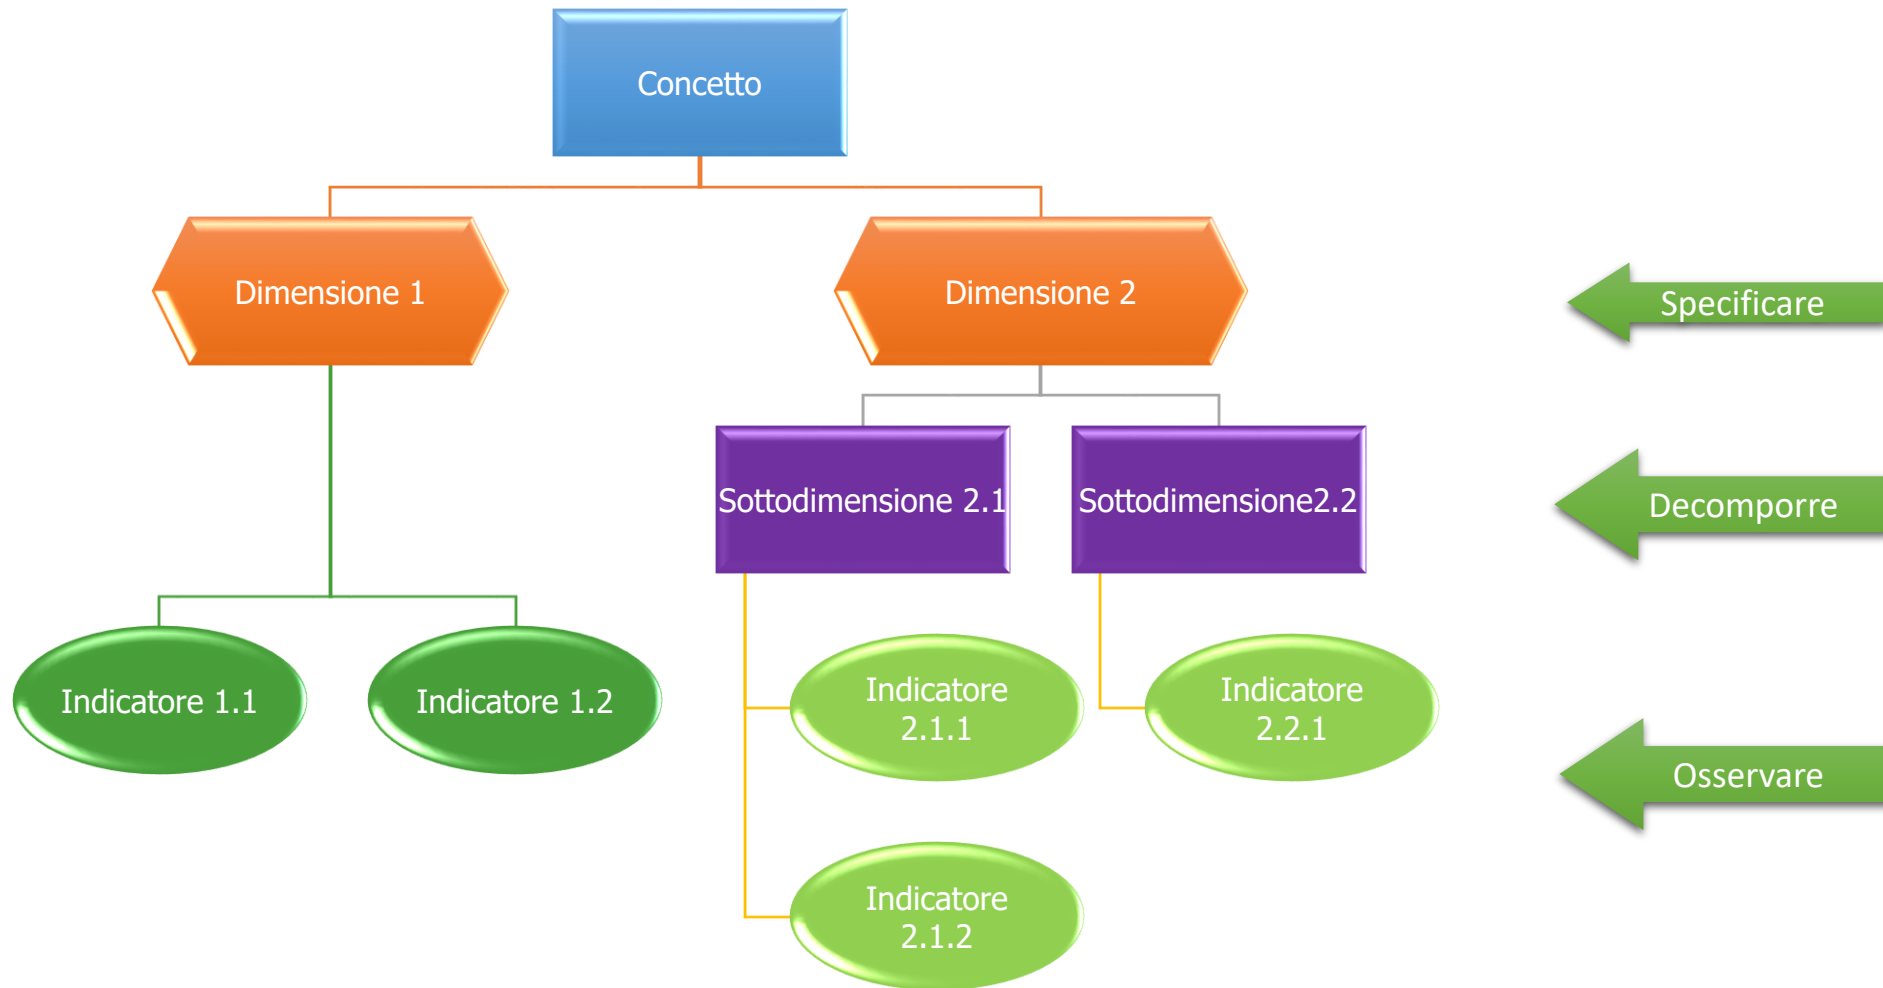 Concetto
Dimensione 1
Dimensione 2
Specificare
Sottodimensione 2.1
Sottodimensione2.2
Decomporre
Indicatore 1.1
Indicatore 1.2
Indicatore
2.1.1
Indicatore
2.2.1
Osservare
Indicatore
2.1.2